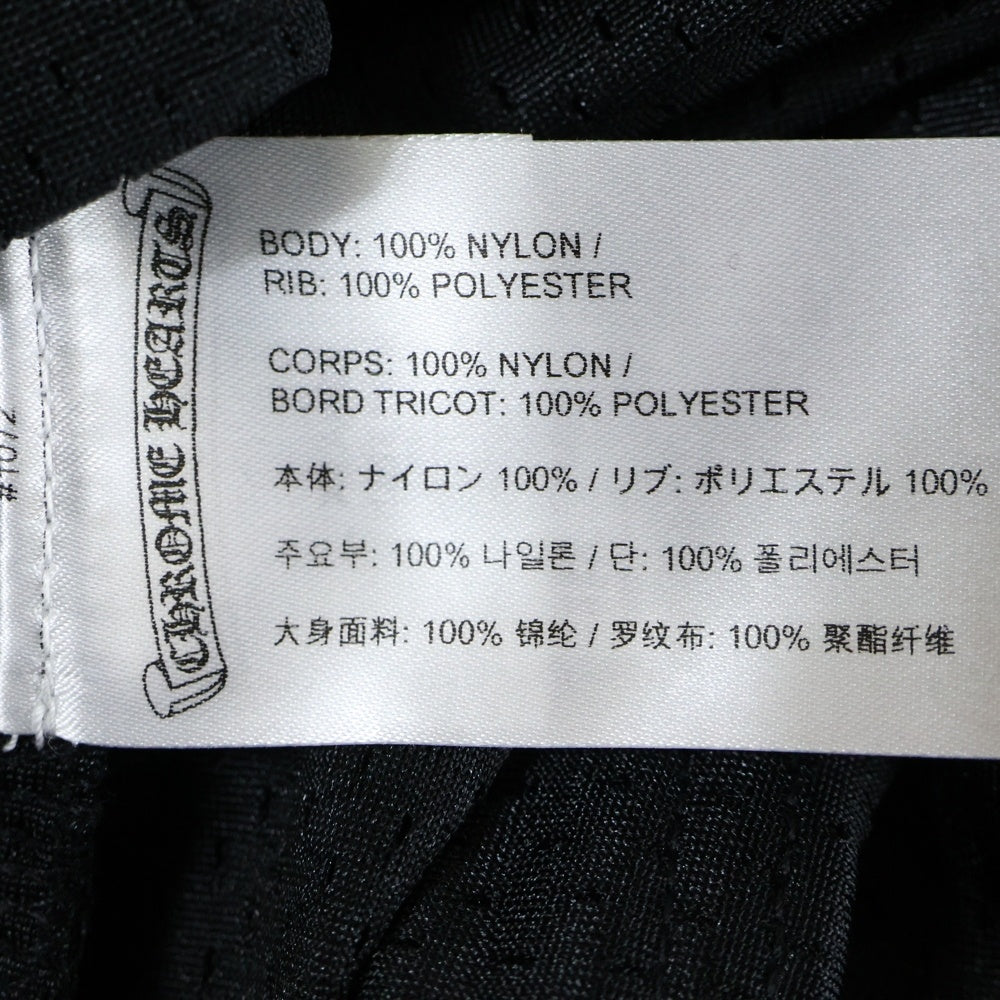 CHROME HEARTS
BODY: 100% NYLON /
RIB: 100% POLYESTER
CORPS: 100% NYLON /
BORD TRICOT: 100% POLYESTER
本体: ナイロン 100% / リブ: ポリエステル 100%
주요부: 100% 나일론 / 단: 100% 폴리에스터
大身面料: 100% 锦纶 / 罗纹布: 100% 聚酯纤维